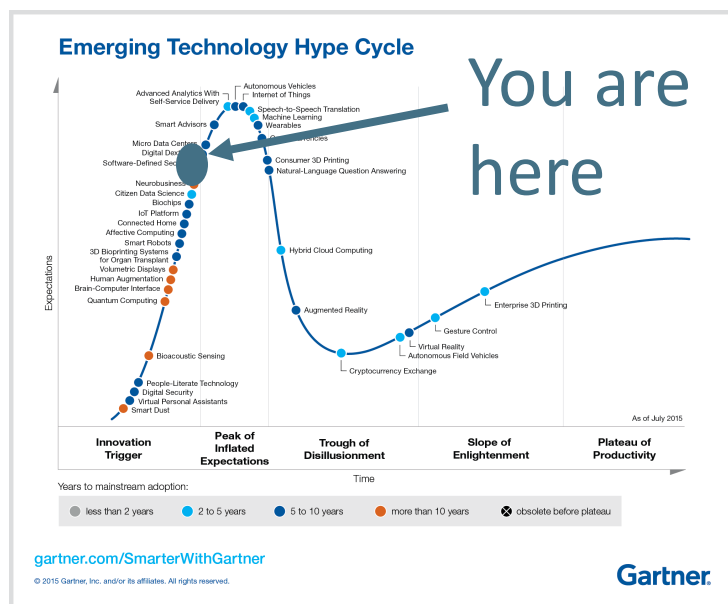 Emerging Technology Hype Cycle
You are
here
Advanced Analytics With
Self-Service Delivery
Autonomous Vehicles
Internet of Things
Speech-to-Speech Translation
Machine Learning
Wearables
Smart Advisors
Micro Data Centers
Digital
Software-Defined
Consumer 3D Printing
Natural-Language Question Answering
Neurobusiness
Citizen Data Science
Biochips
IoT Platform
Connected Home
Affective Computing
Smart Robots
3D Bioprinting Systems
for Organ Transplant
Volumetric Displays
Human Augmentation
Brain-Computer Interface
Quantum Computing
Hybrid Cloud Computing
Augmented Reality
Enterprise 3D Printing
Gesture Control
Virtual Reality
Autonomous Field Vehicles
Cryptocurrency Exchange
Bioacoustic Sensing
People-Literate Technology
Digital Security
Virtual Personal Assistants
Smart Dust
Expectations
As of July 2015
Innovation
Trigger
Peak of
Inflated
Expectations
Trough of
Disillusionment
Slope of
Enlightenment
Plateau of
Productivity
Time
Years to mainstream adoption:
less than 2 years
2 to 5 years
5 to 10 years
more than 10 years
obsolete before plateau
gartner.com/SmarterWithGartner
© 2015 Gartner, Inc. and/or its affiliates. All rights reserved.
Gartner®